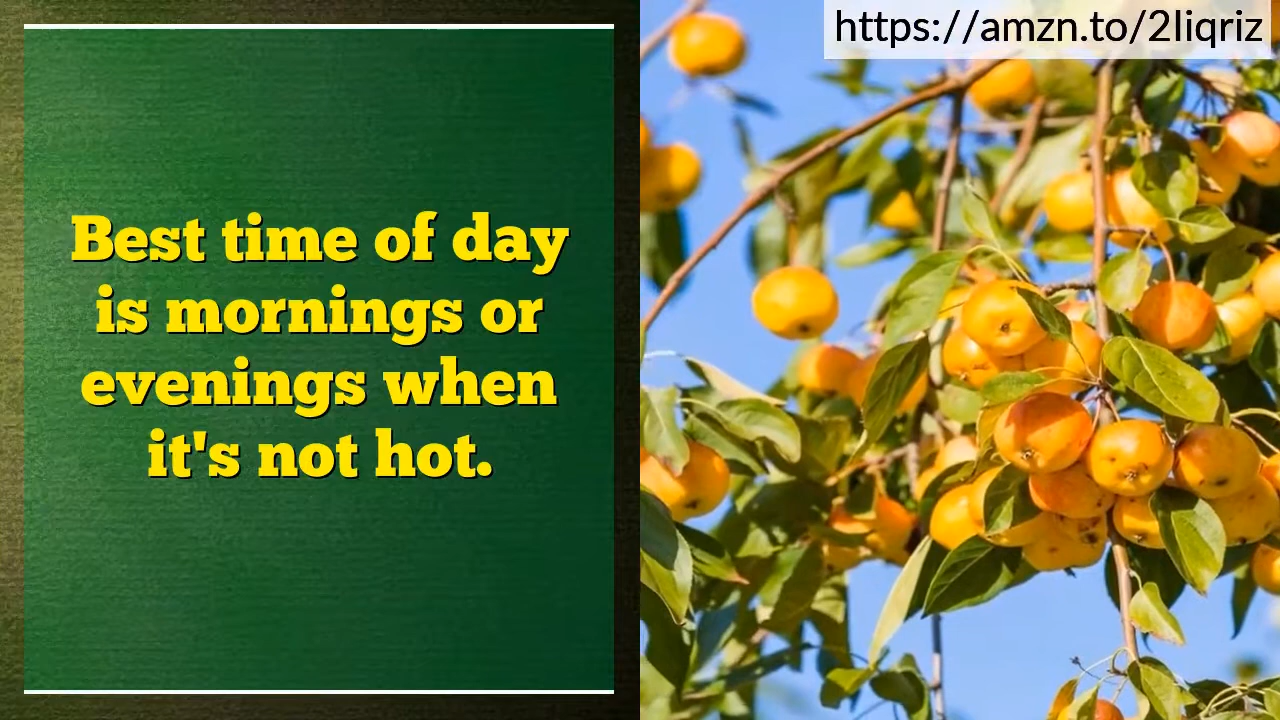 Best time of day
is mornings or
evenings when
it's not hot.
https://amzn.to/2liqriz